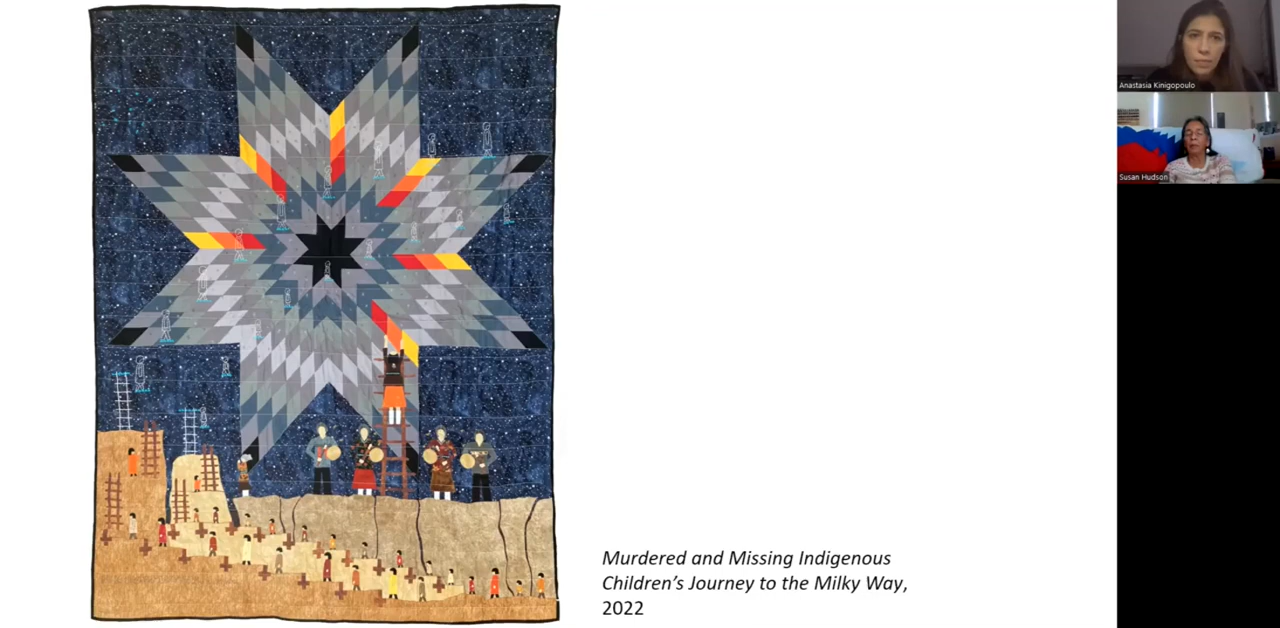 Anastasia Kinigopoulo
Susan Hudson
Murdered and Missing Indigenous
Children's Journey to the Milky Way,
2022